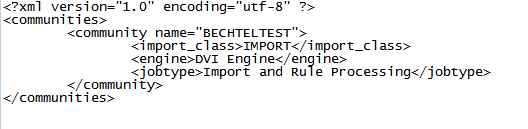 <?xml version="1.0" encoding="utf-8" ?>
<communities>
<community name="BECHTELTEST">
<import_class>IMPORT</import_class>
<engine>DVI Engine</engine>
<jobtype>Import and Rule Processing</jobtype>
</community>
</communities>